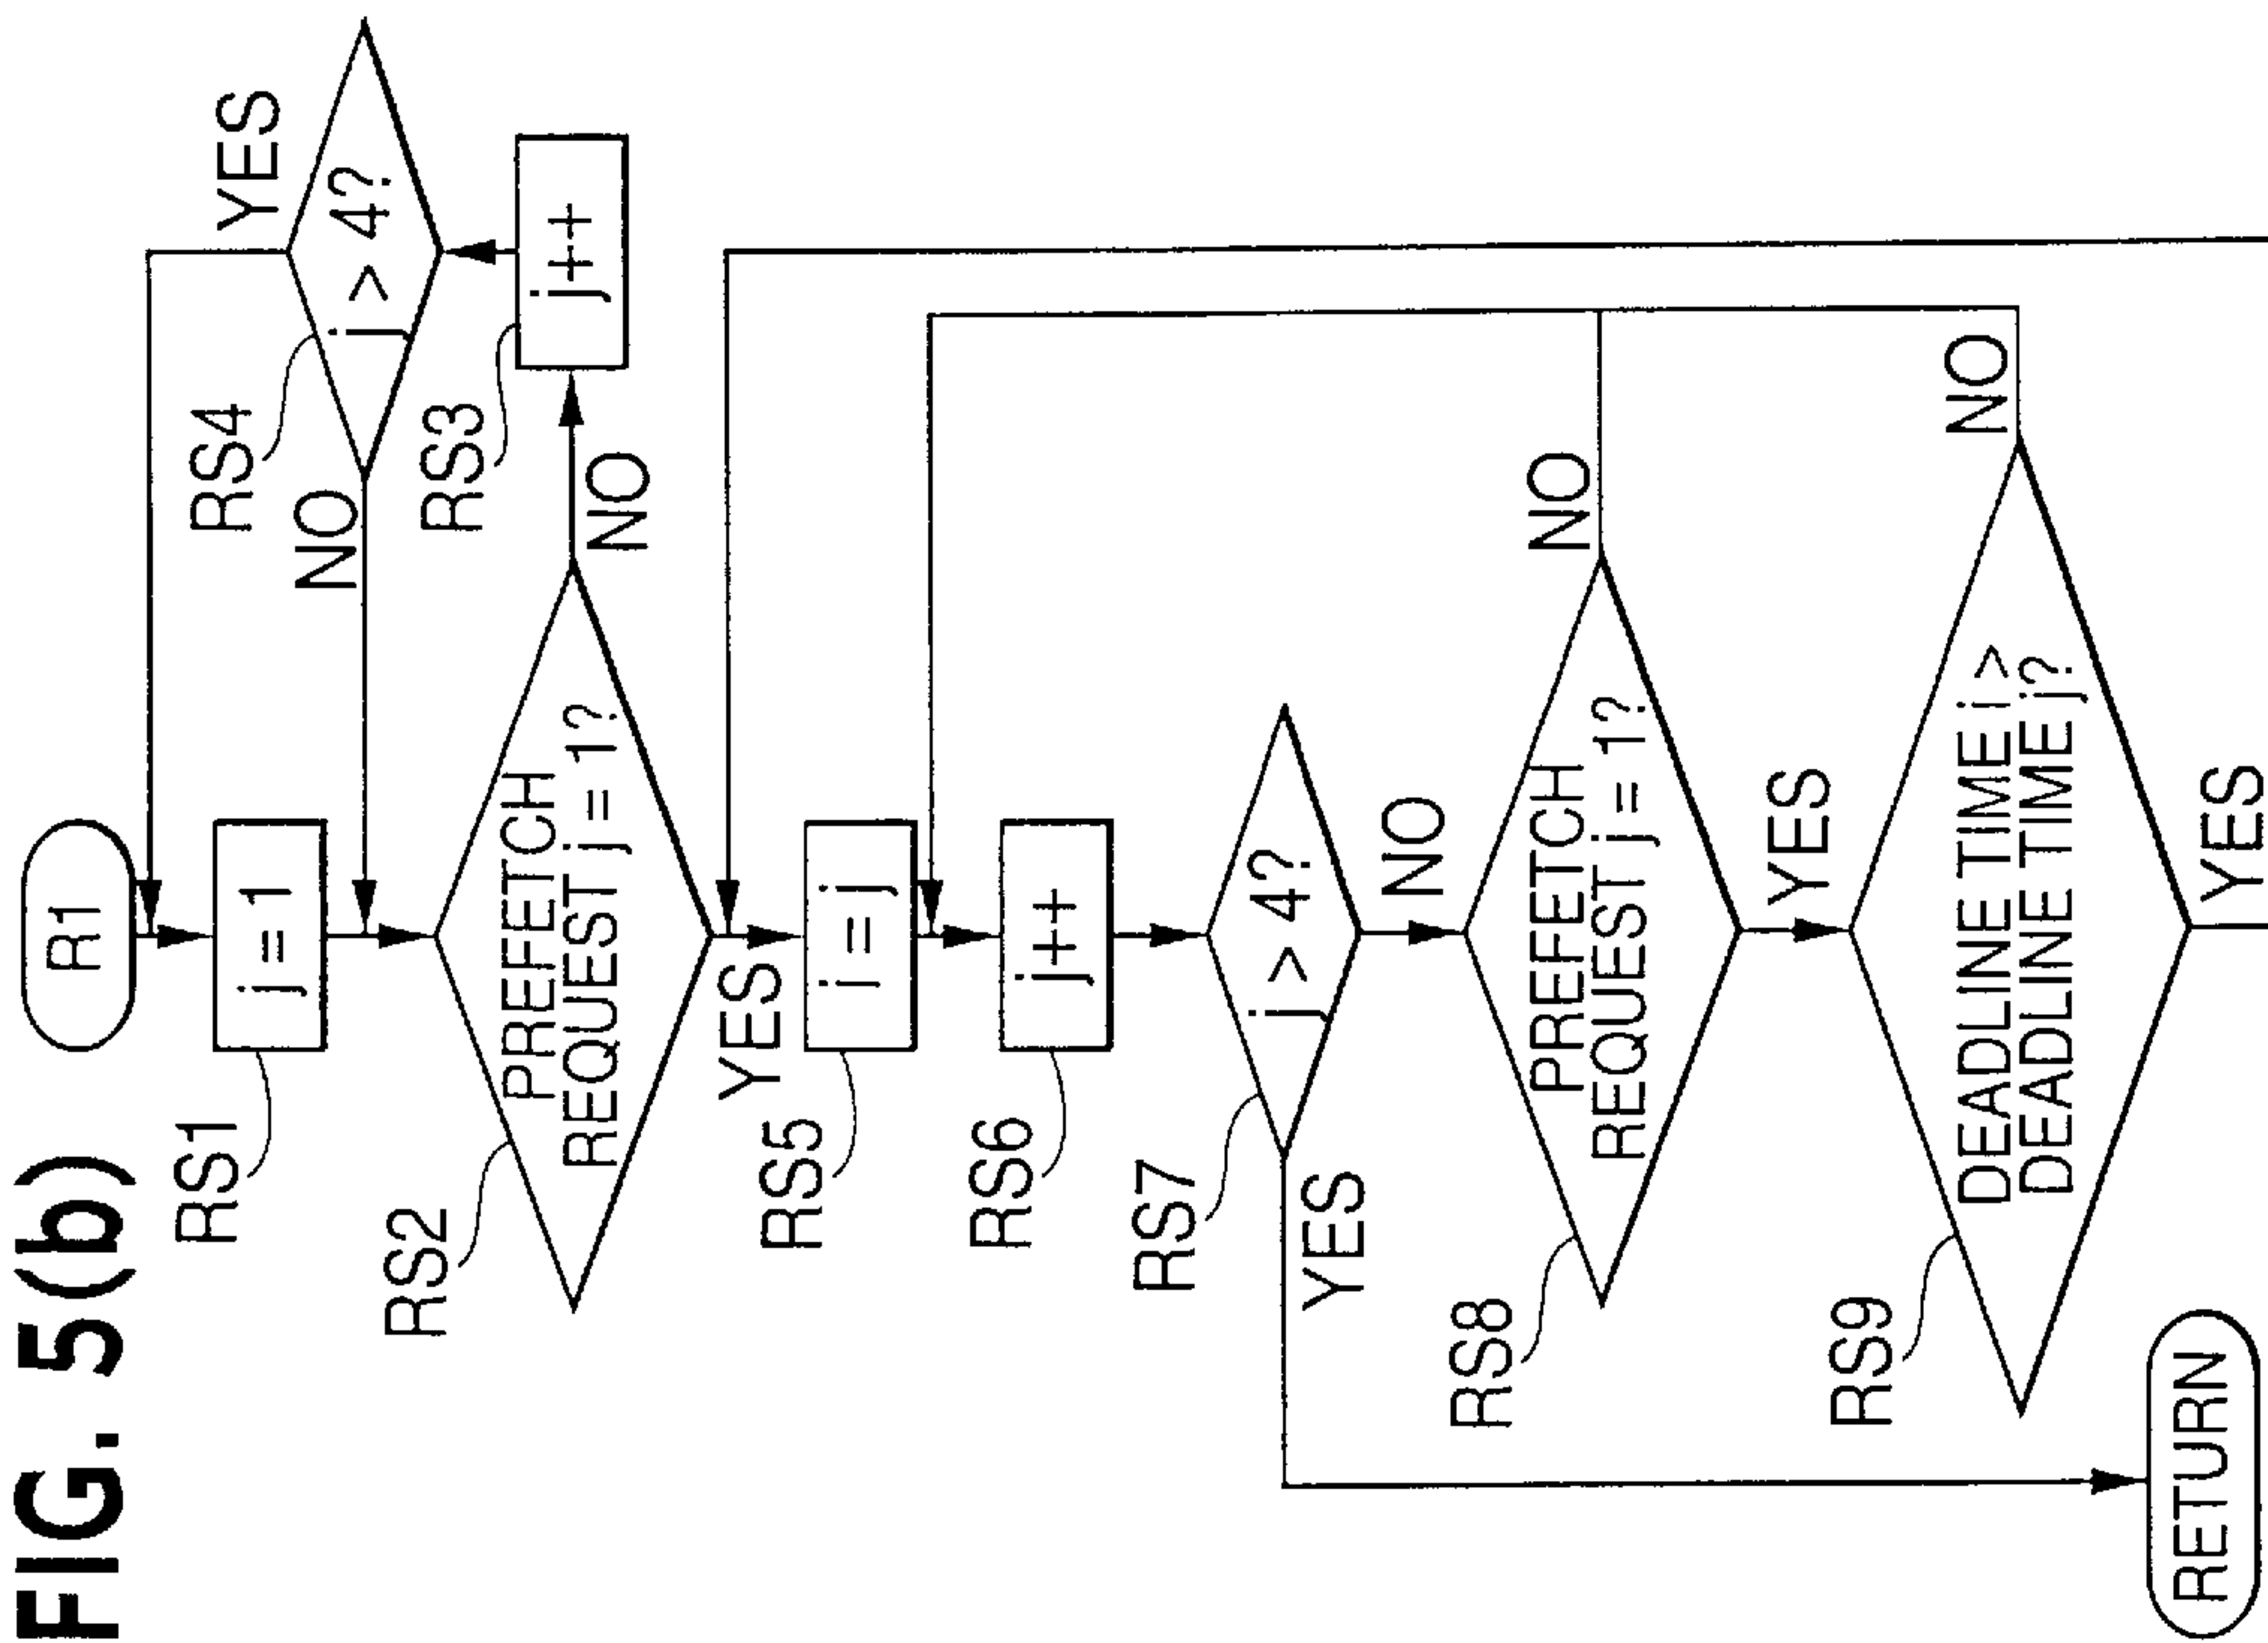 FIG. 5(b)
R1
RS1
j = 1
RS4
j > 4?
YES
NO
RS2
PREFETCH
REQUEST j = 1?
NO
RS3
j++
YES
RS5
i = j
RS6
j++
RS7
j > 4?
YES
NO
RS8
PREFETCH
REQUEST j = 1?
NO
YES
RS9
DEADLINE TIME i >
DEADLINE TIME j?
NO
YES
RETURN